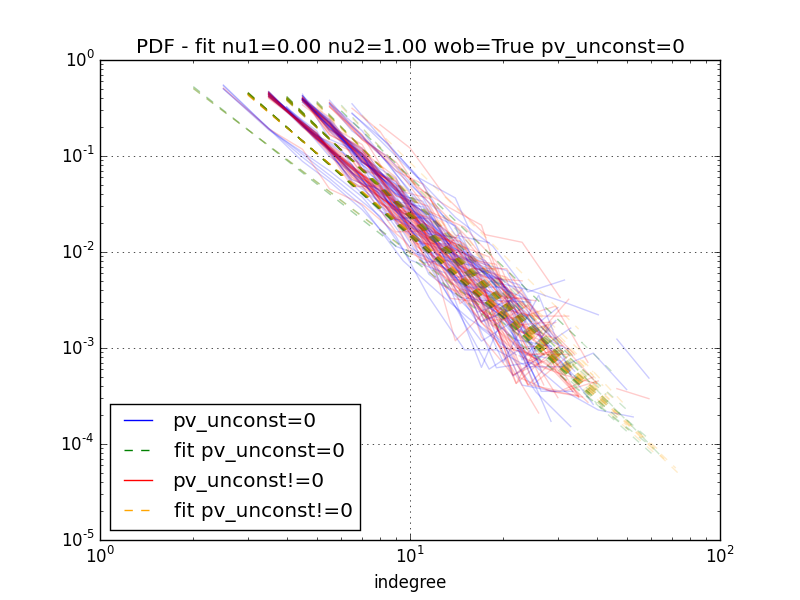 PDF - fit nu1=0.00 nu2=1.00 wob=True pv_unconst=0
10^0
10^-1
10^-2
10^-3
10^-4
10^-5
pv_unconst=0
fit pv_unconst=0
pv_unconst!=0
fit pv_unconst!=0
10^0 10^1 10^2
indegree